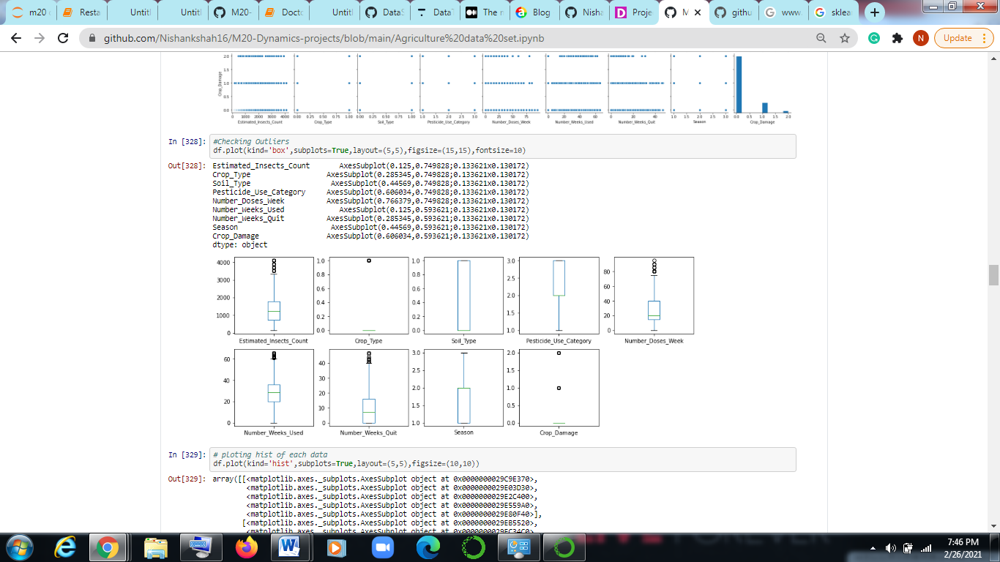 m20 Resta Untitl Untitl M20- Docto Untitl DataS DataT The n Blog Nisha Proje M githu www. sklea
github.com/Nishankshah16/M20-Dynamics-projects/blob/main/Agriculture%20data%20set.ipynb N Update
Crop_Damage
2.0
1.5
1.0
0.5
0.0
0 1000 2000 3000 4000 0.00 0.25 0.50 0.75 1.00 0.00 0.25 0.50 0.75 1.00 1.0 1.5 2.0 2.5 3.0 0 25 50 75 0 20 40 60 0 20 40 1.0 1.5 2.0 2.5 3.0 0.0 0.5 1.0 1.5 2.0
Estimated_Insects_Count Crop_Type Soil_Type Pesticide_Use_Category Number_Doses_Week Number_Weeks_Used Number_Weeks_Quit Season Crop_Damage
In [328]: #Checking Outliers
df.plot(kind='box',subplots=True,layout=(5,5),figsize=(15,15),fontsize=10)
Out[328]: Estimated_Insects_Count AxesSubplot(0.125,0.749828;0.133621x0.130172)
Crop_Type AxesSubplot(0.285345,0.749828;0.133621x0.130172)
Soil_Type AxesSubplot(0.44569,0.749828;0.133621x0.130172)
Pesticide_Use_Category AxesSubplot(0.606034,0.749828;0.133621x0.130172)
Number_Doses_Week AxesSubplot(0.766379,0.749828;0.133621x0.130172)
Number_Weeks_Used AxesSubplot(0.125,0.593621;0.133621x0.130172)
Number_Weeks_Quit AxesSubplot(0.285345,0.593621;0.133621x0.130172)
Season AxesSubplot(0.44569,0.593621;0.133621x0.130172)
Crop_Damage AxesSubplot(0.606034,0.593621;0.133621x0.130172)
dtype: object
4000 1.0 1.0 3.0
3000 0.8 0.8 2.5 80
2000 0.6 0.6 2.0 60
1000 0.4 0.4 1.5 40
0 0.2 0.2 1.0 20
0.0 0.0 0
Estimated_Insects_Count Crop_Type Soil_Type Pesticide_Use_Category Number_Doses_Week
60 40 3.0 2.0
40 30 2.5 1.5
20 20 2.0 1.0
0 10 1.5 0.5
0 1.0 0.0
Number_Weeks_Used Number_Weeks_Quit Season Crop_Damage
In [329]: # ploting hist of each data
df.plot(kind='hist',subplots=True,layout=(5,5),figsize=(10,10))
Out[329]: array([[<matplotlib.axes._subplots.AxesSubplot object at 0x0000000029C9E370>,
<matplotlib.axes._subplots.AxesSubplot object at 0x0000000029E03D30>,
<matplotlib.axes._subplots.AxesSubplot object at 0x0000000029E2C400>,
<matplotlib.axes._subplots.AxesSubplot object at 0x0000000029E559A0>,
<matplotlib.axes._subplots.AxesSubplot object at 0x0000000029E80F40>],
[<matplotlib.axes._subplots.AxesSubplot object at 0x0000000029EB5520>,
<matplotlib.axes._subplots.AxesSubplot object at 0x0000000029EC34C0>,
7:46 PM
2/26/2021